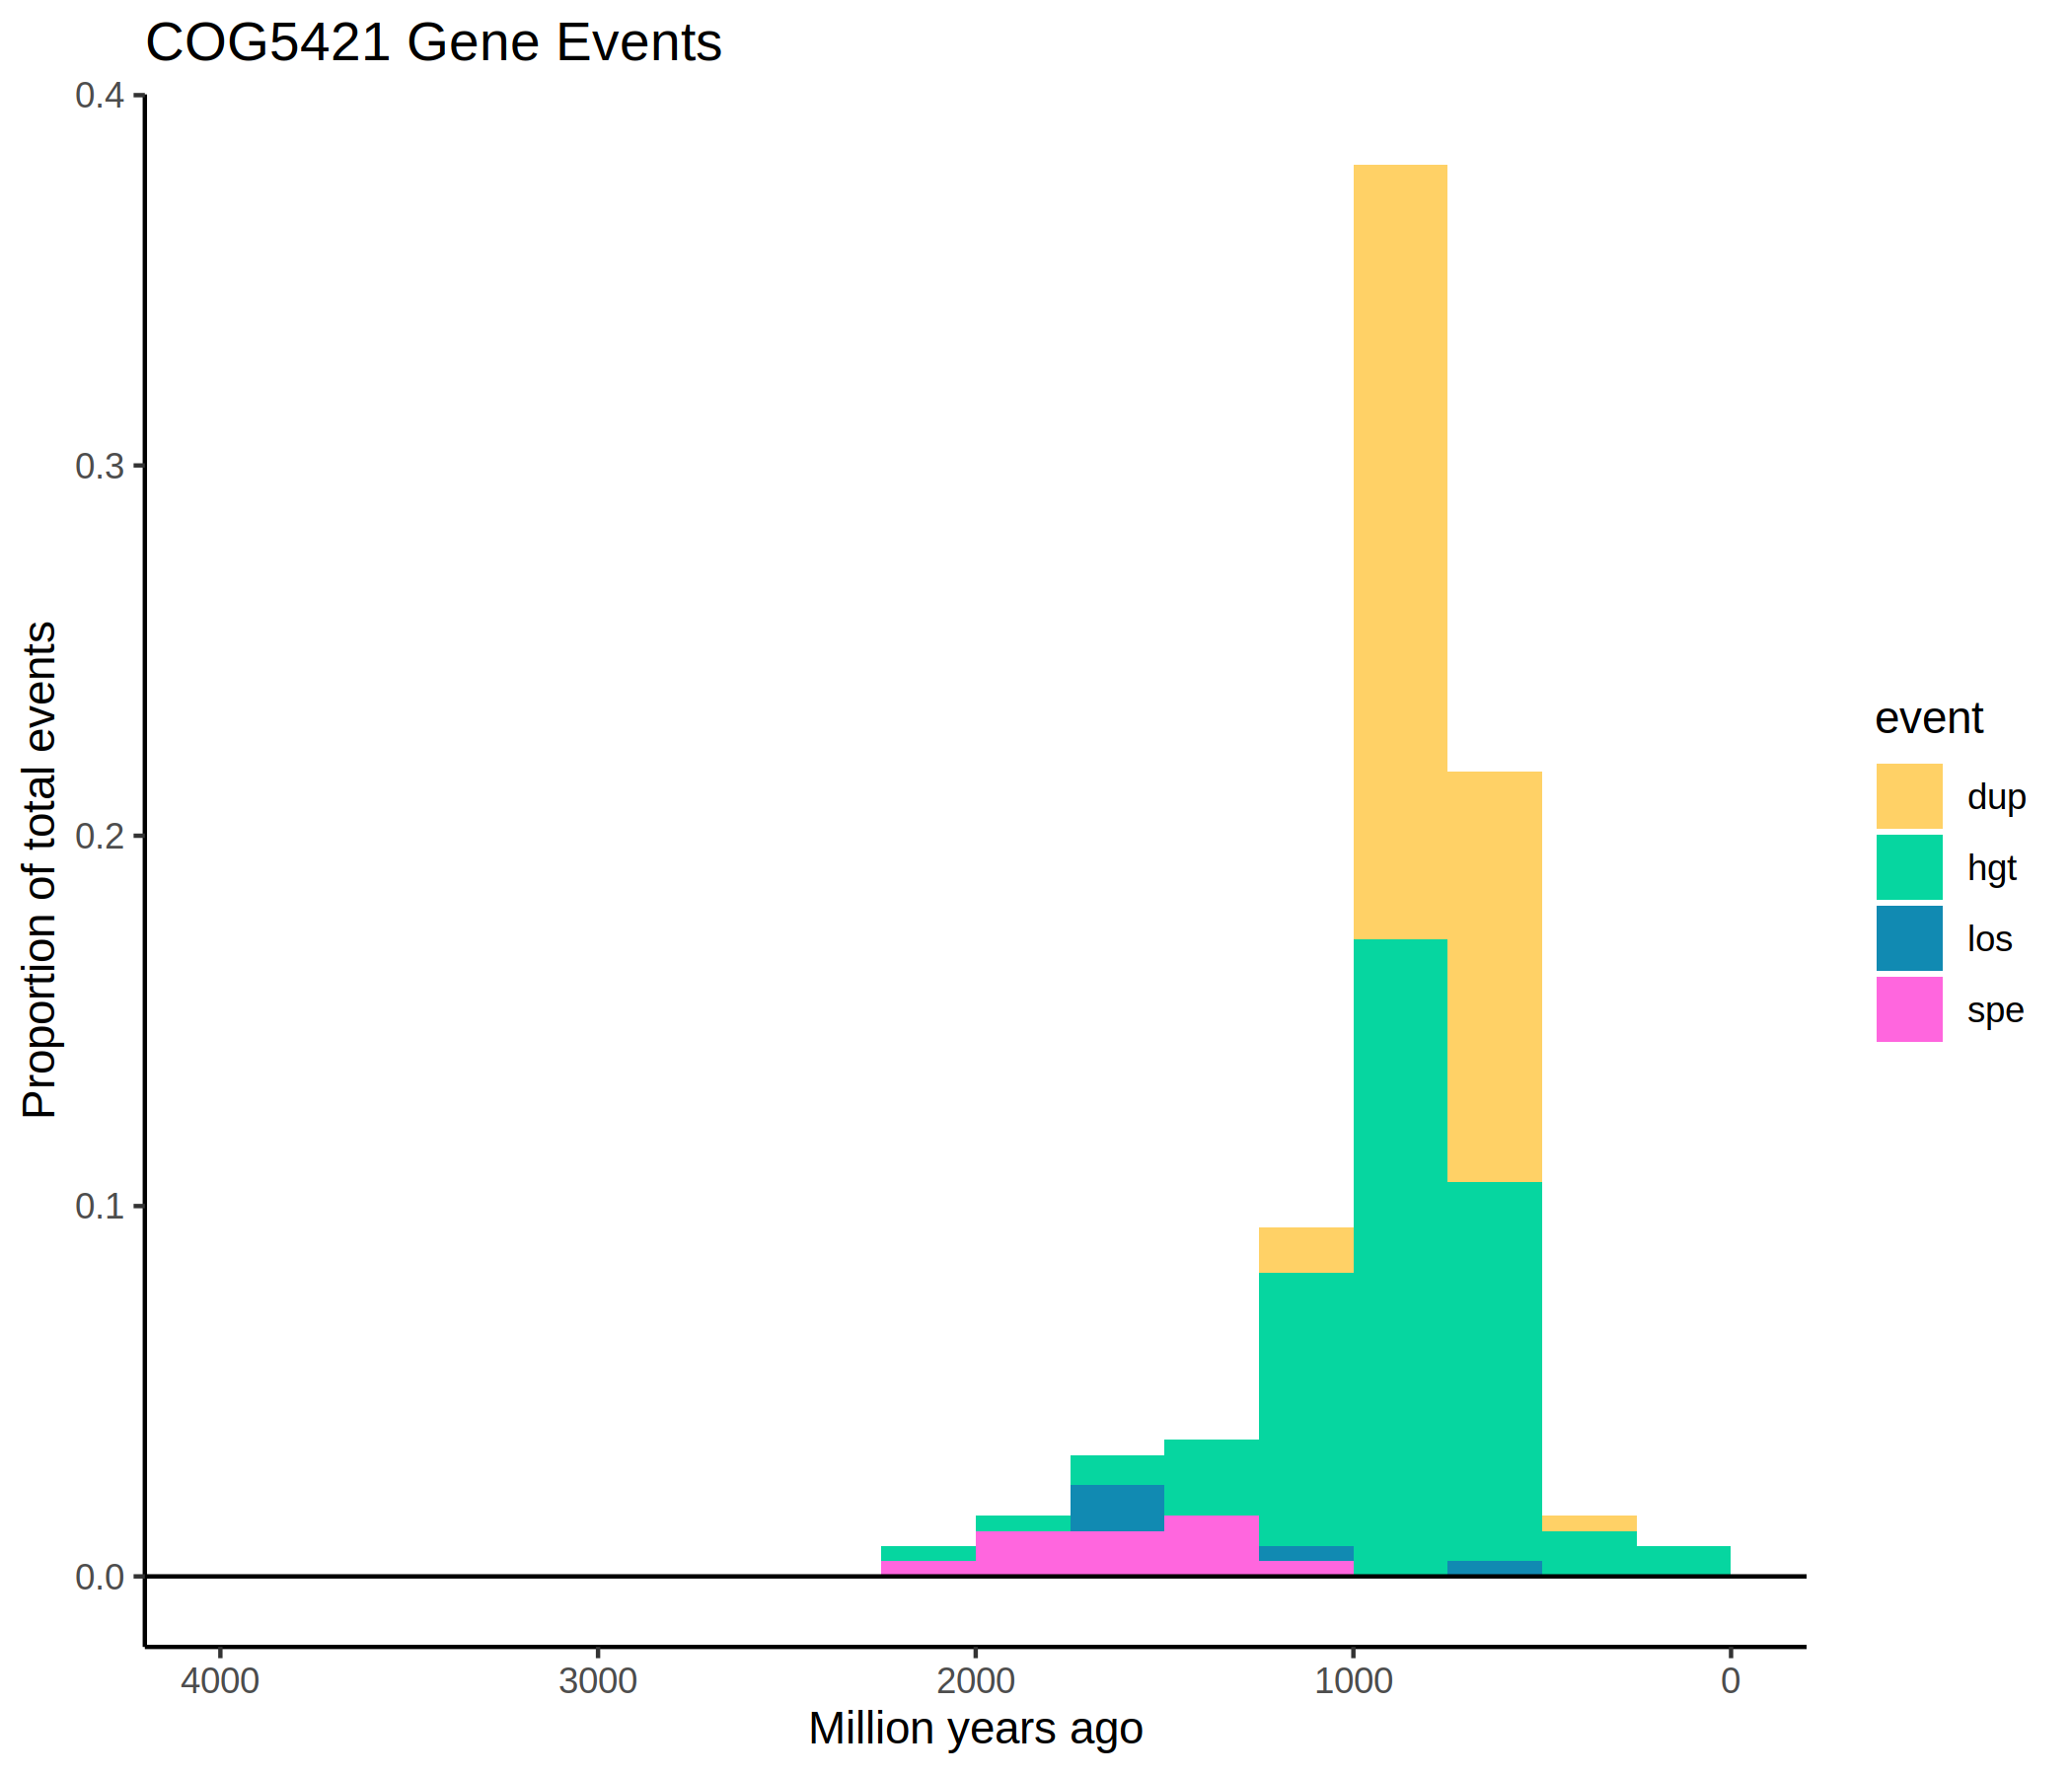 COG5421 Gene Events
0.4
0.3
0.2
0.1
0.0
Proportion of total events
4000 3000 2000 1000 0
Million years ago
event
dup
hgt
los
spe